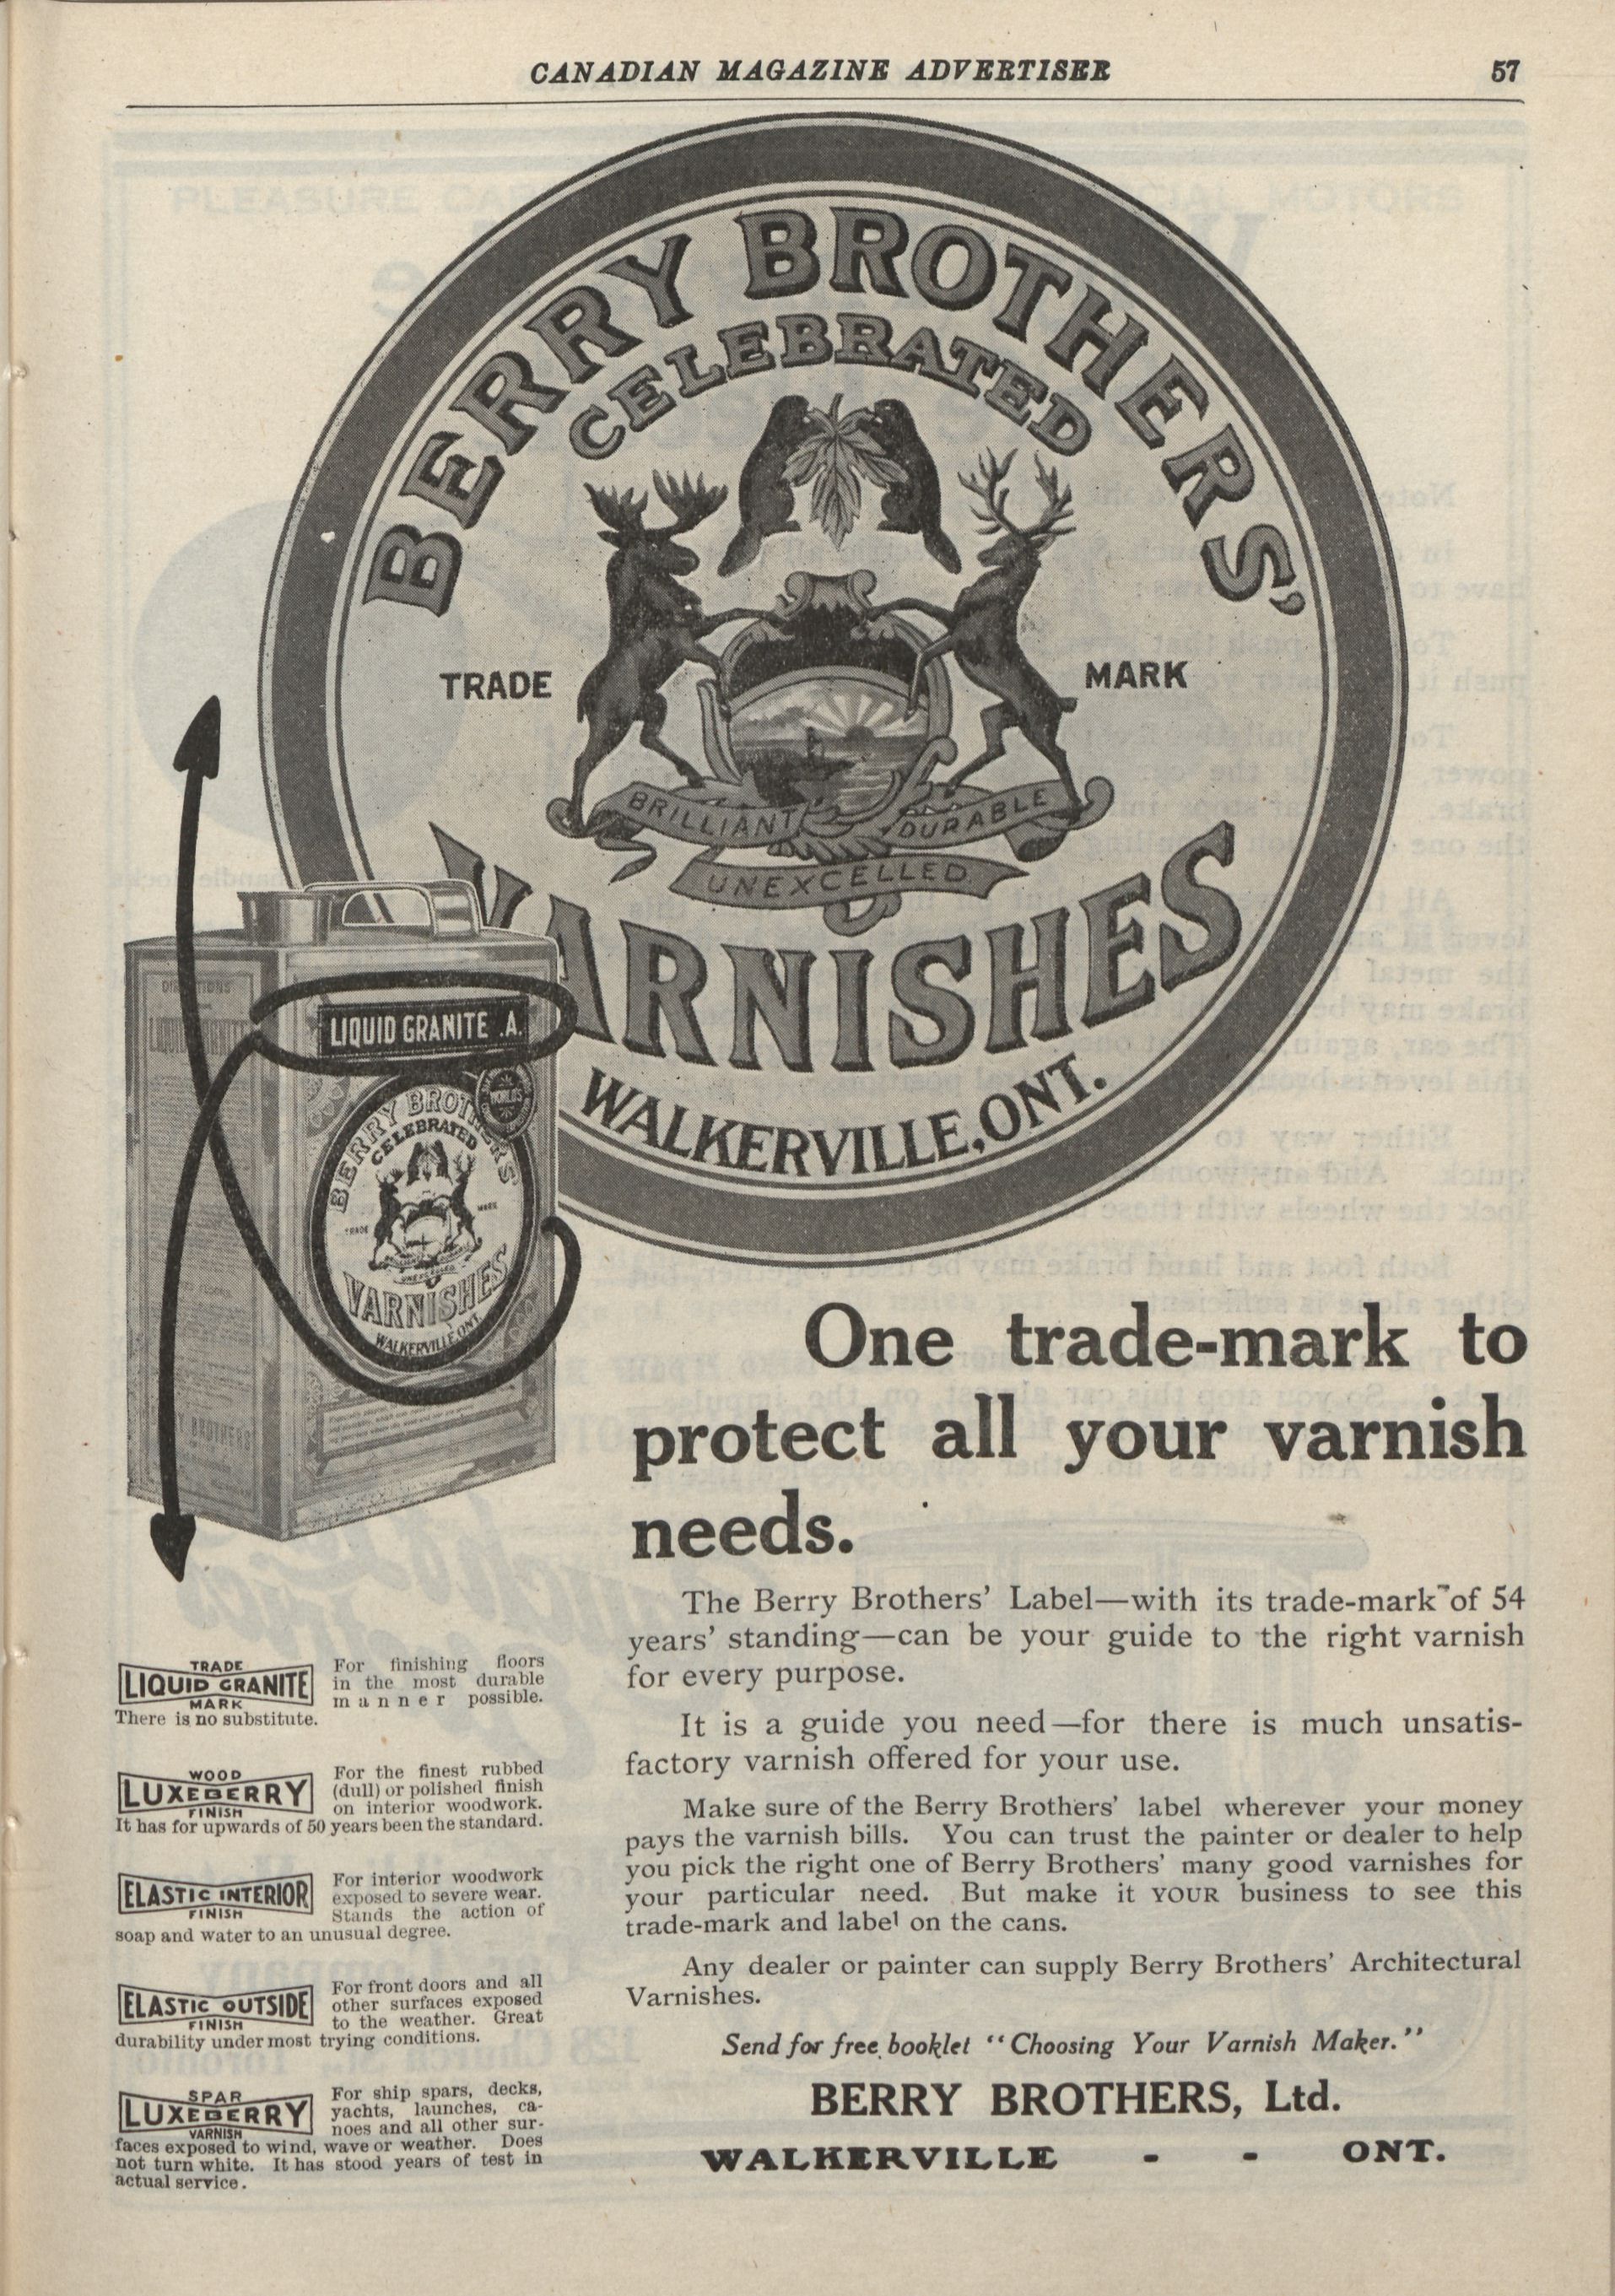 CANADIAN MAGAZINE ADVERTISER 57
BERRY BROTHERS'
CELEBRATED
TRADE MARK
BRILLIANT DURABLE
UNEXCELLED
VARNISHES
WALKERVILLE, ONT.
DIRECTIONS
LIQUID GRANITE .A.
WORLD'S
BERRY BROTHERS'
CELEBRATED
TRADE MARK
VARNISHES
WALKERVILLE, ONT.
One trade-mark to
protect all your varnish
needs.
The Berry Brothers' Label—with its trade-mark of 54
years' standing—can be your guide to the right varnish
for every purpose.
It is a guide you need—for there is much unsatis-
factory varnish offered for your use.
Make sure of the Berry Brothers' label wherever your money
pays the varnish bills. You can trust the painter or dealer to help
you pick the right one of Berry Brothers' many good varnishes for
your particular need. But make it YOUR business to see this
trade-mark and label on the cans.
Any dealer or painter can supply Berry Brothers' Architectural
Varnishes.
Send for free booklet "Choosing Your Varnish Maker."
BERRY BROTHERS, Ltd.
WALKERVILLE - - ONT.
TRADE
LIQUID GRANITE
MARK
For finishing floors
in the most durable
manner possible.
There is no substitute.
WOOD
LUXEBERRY
FINISH
For the finest rubbed
(dull) or polished finish
on interior woodwork.
It has for upwards of 50 years been the standard.
ELASTIC INTERIOR
FINISH
For interior woodwork
exposed to severe wear.
Stands the action of
soap and water to an unusual degree.
ELASTIC OUTSIDE
FINISH
For front doors and all
other surfaces exposed
to the weather. Great
durability under most trying conditions.
SPAR
LUXEBERRY
VARNISH
For ship spars, decks,
yachts, launches, ca-
noes and all other sur-
faces exposed to wind, wave or weather. Does
not turn white. It has stood years of test in
actual service.